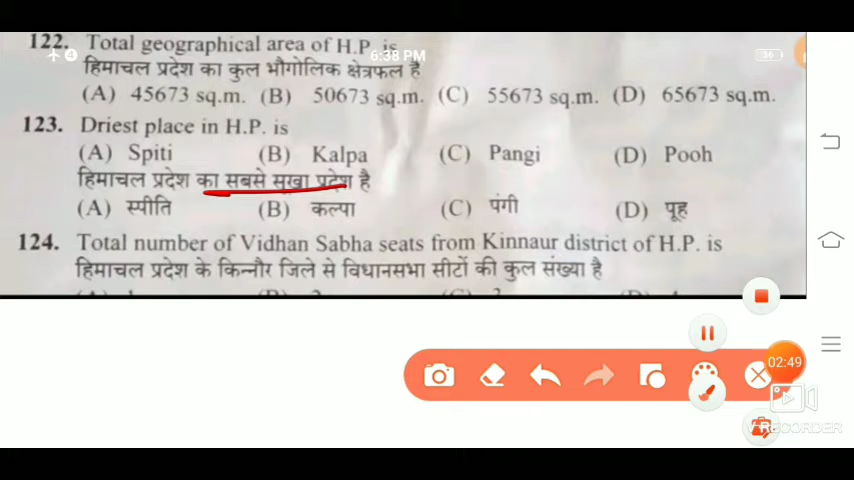 122. Total geographical area of H.P. is
6:38 PM
हिमाचल प्रदेश का कुल भौगोलिक क्षेत्रफल है
(A) 45673 sq.m. (B) 50673 sq.m. (C) 55673 sq.m. (D) 65673 sq.m.
123. Driest place in H.P. is
(A) Spiti (B) Kalpa (C) Pangi (D) Pooh
हिमाचल प्रदेश का सबसे सूखा प्रदेश है
(A) स्पीति (B) कल्पा (C) पंगी (D) पूह
124. Total number of Vidhan Sabha seats from Kinnaur district of H.P. is
हिमाचल प्रदेश के किन्नौर जिले से विधानसभा सीटों की कुल संख्या है
02:49
V RECORDER